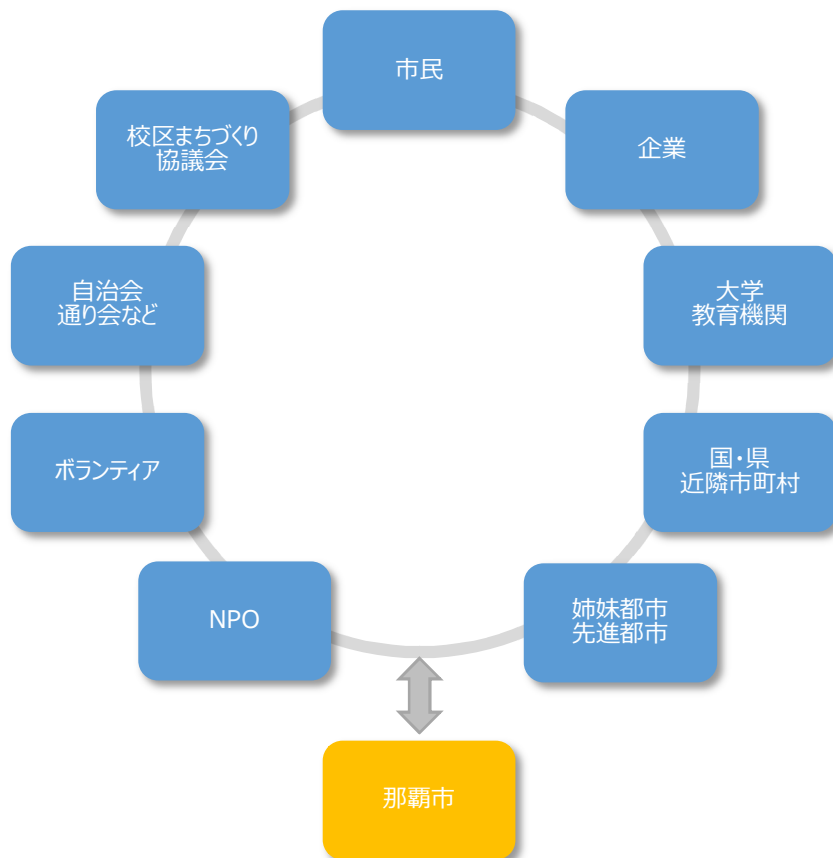 市民
企業
大学
教育機関
国・県
近隣市町村
姉妹都市
先進都市
NPO
ボランティア
自治会
通り会など
校区まちづくり
協議会
那覇市